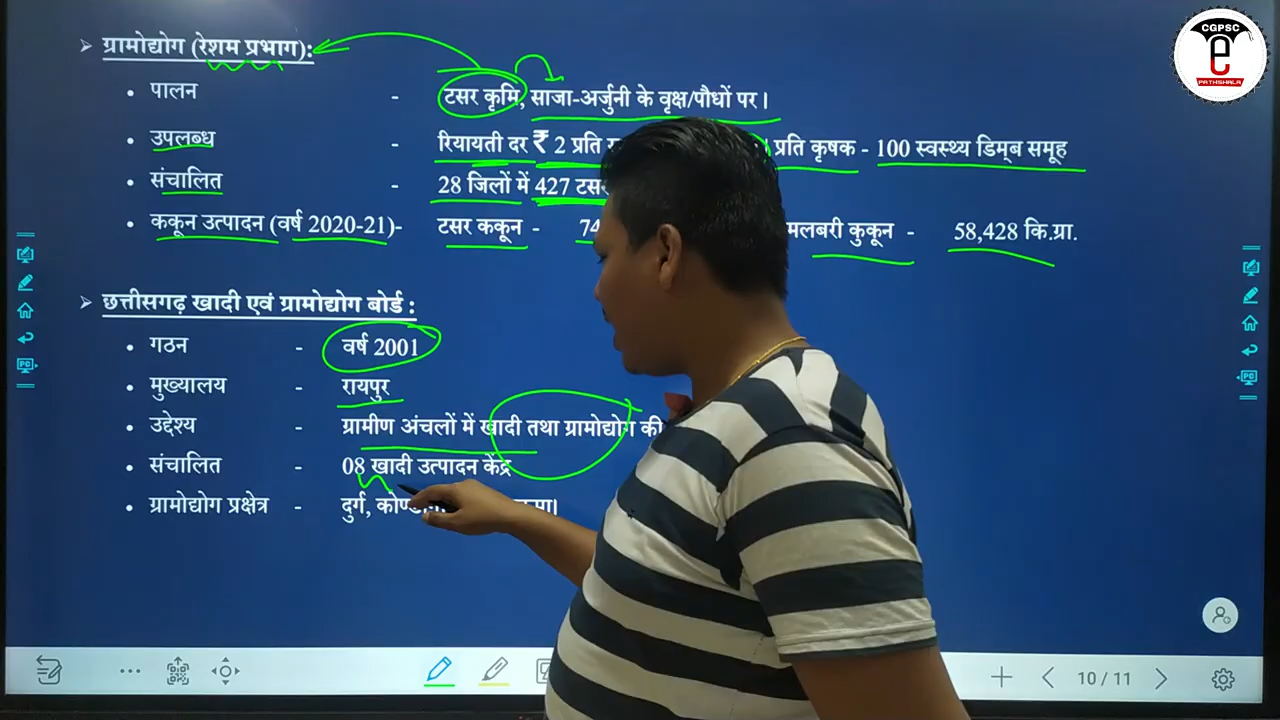 CGPSC
e
PATHSHALA
ग्रामोद्योग (रेशम प्रभाग):
पालन - टसर कृमि, साजा-अर्जुनी के वृक्ष/पौधों पर।
उपलब्ध - रियायती दर ₹ 2 प्रति प्रति कृषक - 100 स्वस्थ्य डिम्ब समूह
संचालित - 28 जिलों में 427 टसर
ककून उत्पादन (वर्ष 2020-21)- टसर ककून - 74 मलबरी कुकून - 58,428 कि.ग्रा.
छत्तीसगढ़ खादी एवं ग्रामोद्योग बोर्ड :
गठन - वर्ष 2001
मुख्यालय - रायपुर
उद्देश्य - ग्रामीण अंचलों में खादी तथा ग्रामोद्योग की
संचालित - 08 खादी उत्पादन केंद्र
ग्रामोद्योग प्रक्षेत्र - दुर्ग,
10 / 11